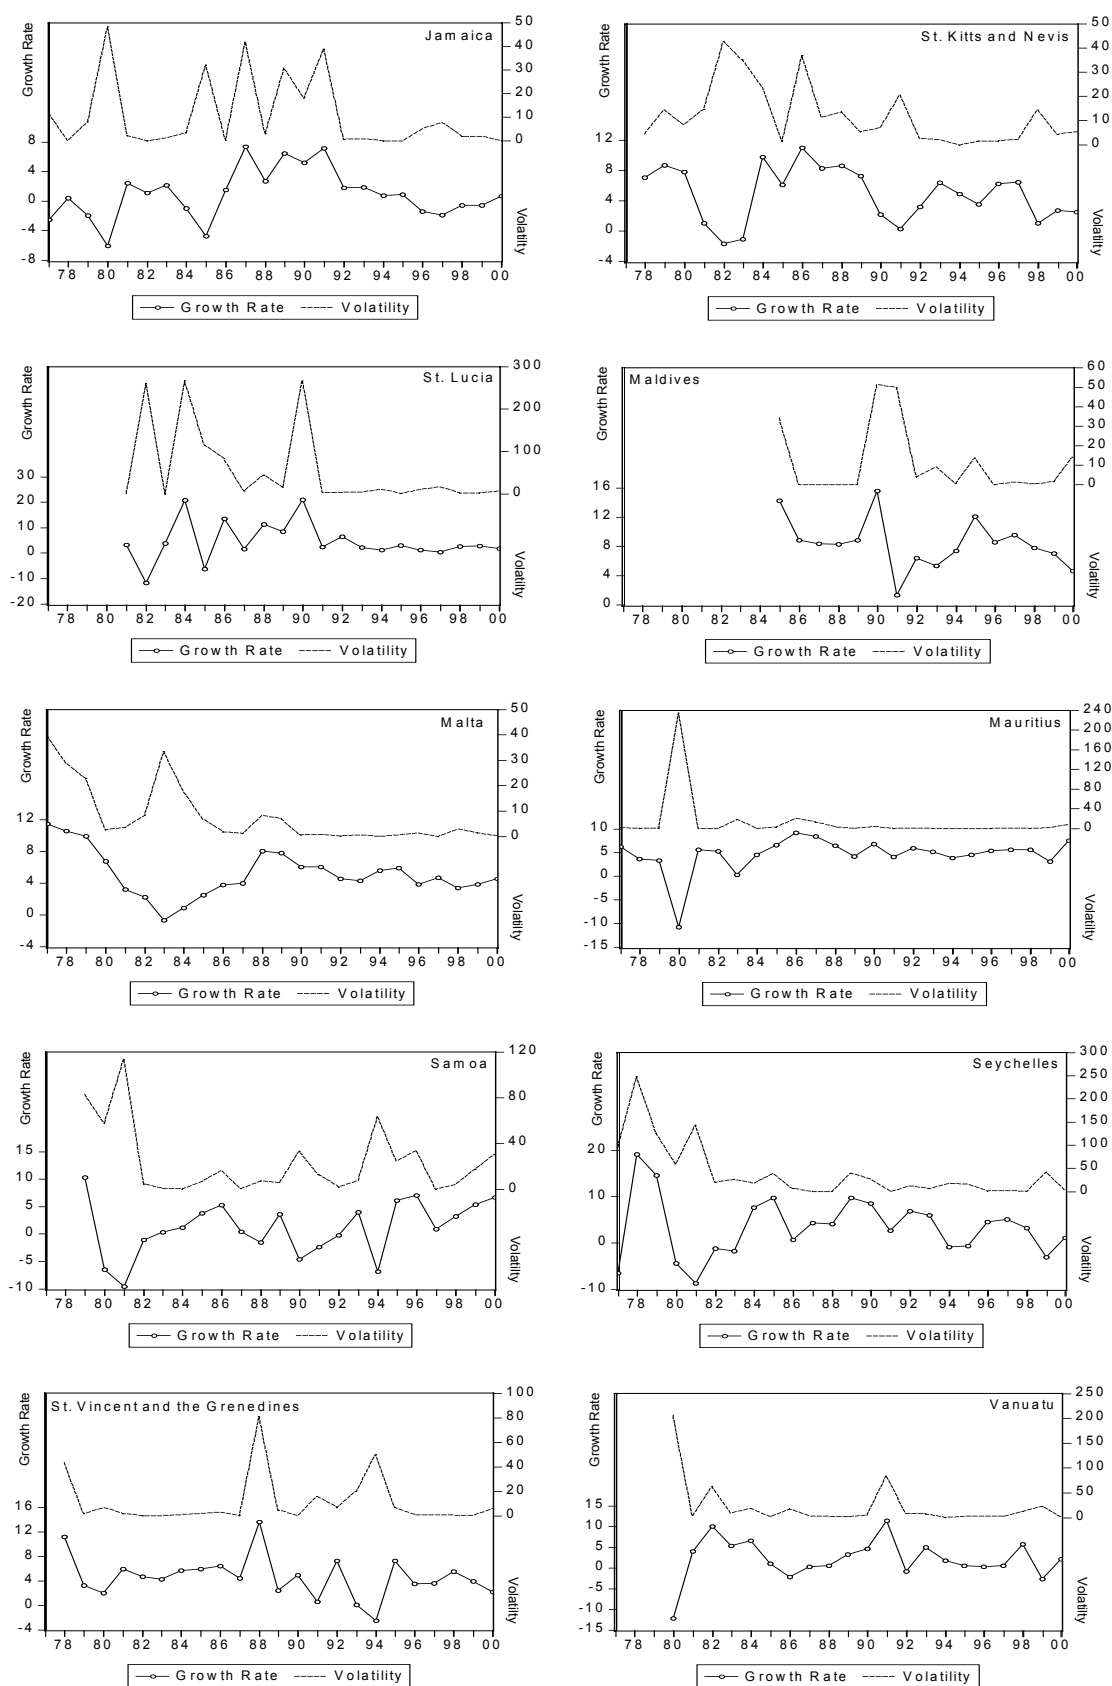 Jamaica
Growth Rate
50
40
30
20
10
0
8
4
0
-4
-8
Volatility
78 80 82 84 86 88 90 92 94 96 98 00
Growth Rate Volatility
St. Kitts and Nevis
Growth Rate
50
40
30
20
10
0
12
8
4
0
-4
Volatility
78 80 82 84 86 88 90 92 94 96 98 00
Growth Rate Volatility
St. Lucia
Growth Rate
300
200
100
0
30
20
10
0
-10
-20
Volatility
78 80 82 84 86 88 90 92 94 96 98 00
Growth Rate Volatility
Maldives
Growth Rate
60
50
40
30
20
10
0
16
12
8
4
0
Volatility
78 80 82 84 86 88 90 92 94 96 98 00
Growth Rate Volatility
Malta
Growth Rate
50
40
30
20
10
0
12
8
4
0
-4
Volatility
78 80 82 84 86 88 90 92 94 96 98 00
Growth Rate Volatility
Mauritius
Growth Rate
240
200
160
120
80
40
0
10
5
0
-5
-10
-15
Volatility
78 80 82 84 86 88 90 92 94 96 98 00
Growth Rate Volatility
Samoa
Growth Rate
120
80
40
0
15
10
5
0
-5
-10
Volatility
78 80 82 84 86 88 90 92 94 96 98 00
Growth Rate Volatility
Seychelles
Growth Rate
300
250
200
150
100
50
0
20
10
0
-10
Volatility
78 80 82 84 86 88 90 92 94 96 98 00
Growth Rate Volatility
St. Vincent and the Grenedines
Growth Rate
100
80
60
40
20
0
16
12
8
4
0
-4
Volatility
78 80 82 84 86 88 90 92 94 96 98 00
Growth Rate Volatility
Vanuatu
Growth Rate
250
200
150
100
50
0
15
10
5
0
-5
-10
-15
Volatility
78 80 82 84 86 88 90 92 94 96 98 00
Growth Rate Volatility